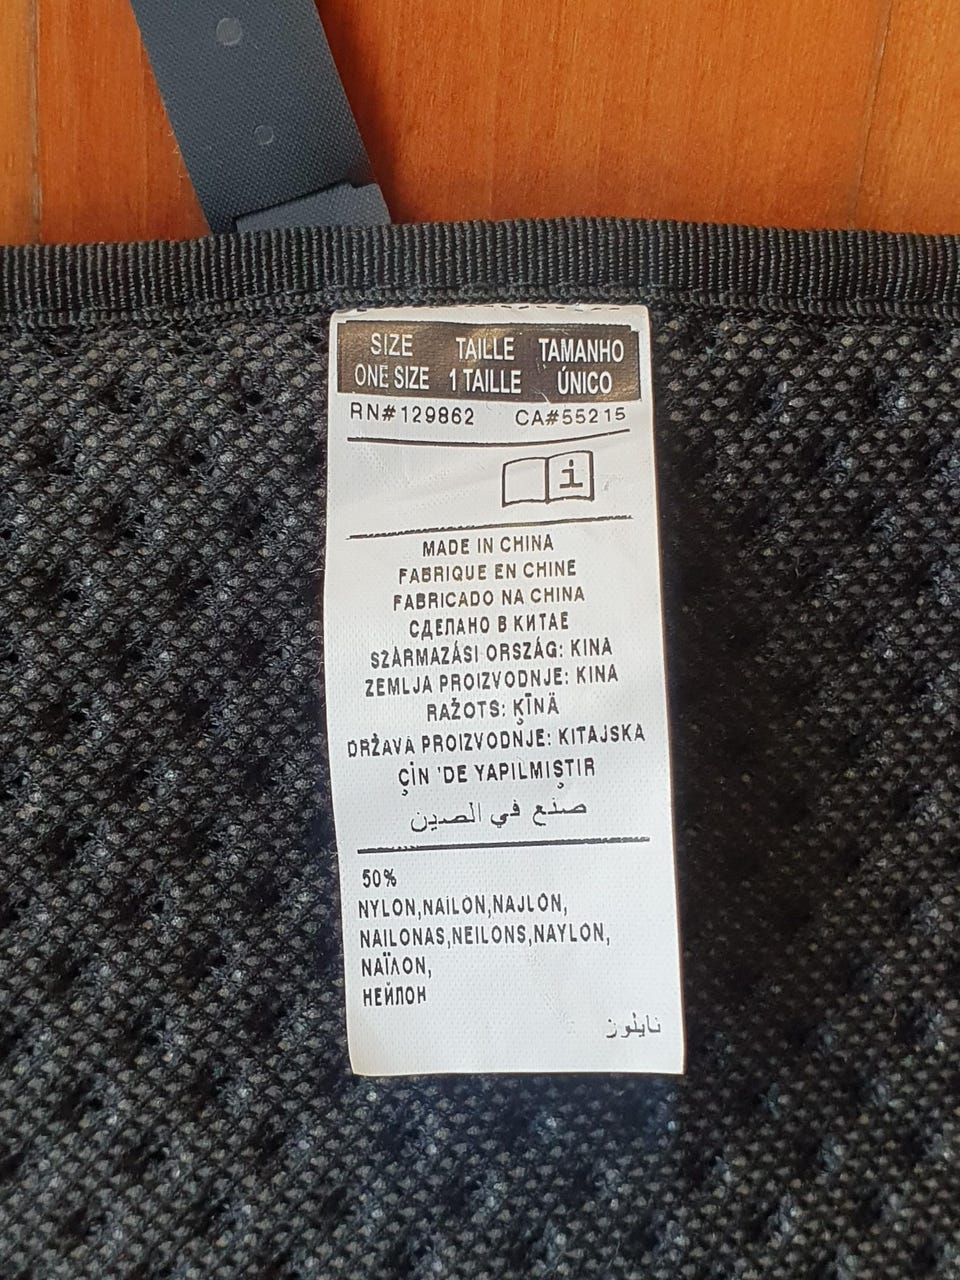 SIZE TAILLE TAMANHO
ONE SIZE 1 TAILLE ÚNICO
RN#129862 CA#55215
i
MADE IN CHINA
FABRIQUE EN CHINE
FABRICADO NA CHINA
СДЕЛАНО В КИТАЕ
SZÁRMAZÁSI ORSZÁG: KINA
ZEMLJA PROIZVODNJE: KINA
RAŽOTS: ĶĪNĀ
DRŽAVA PROIZVODNJE: KITAJSKA
ÇİN 'DE YAPILMIŞTIR
صنع في الصين
50%
NYLON,NAILON,NAJLON,
NAILONAS,NEILONS,NAYLON,
ΝΑΪΛΟΝ,
НЕЙЛОН
نايلون